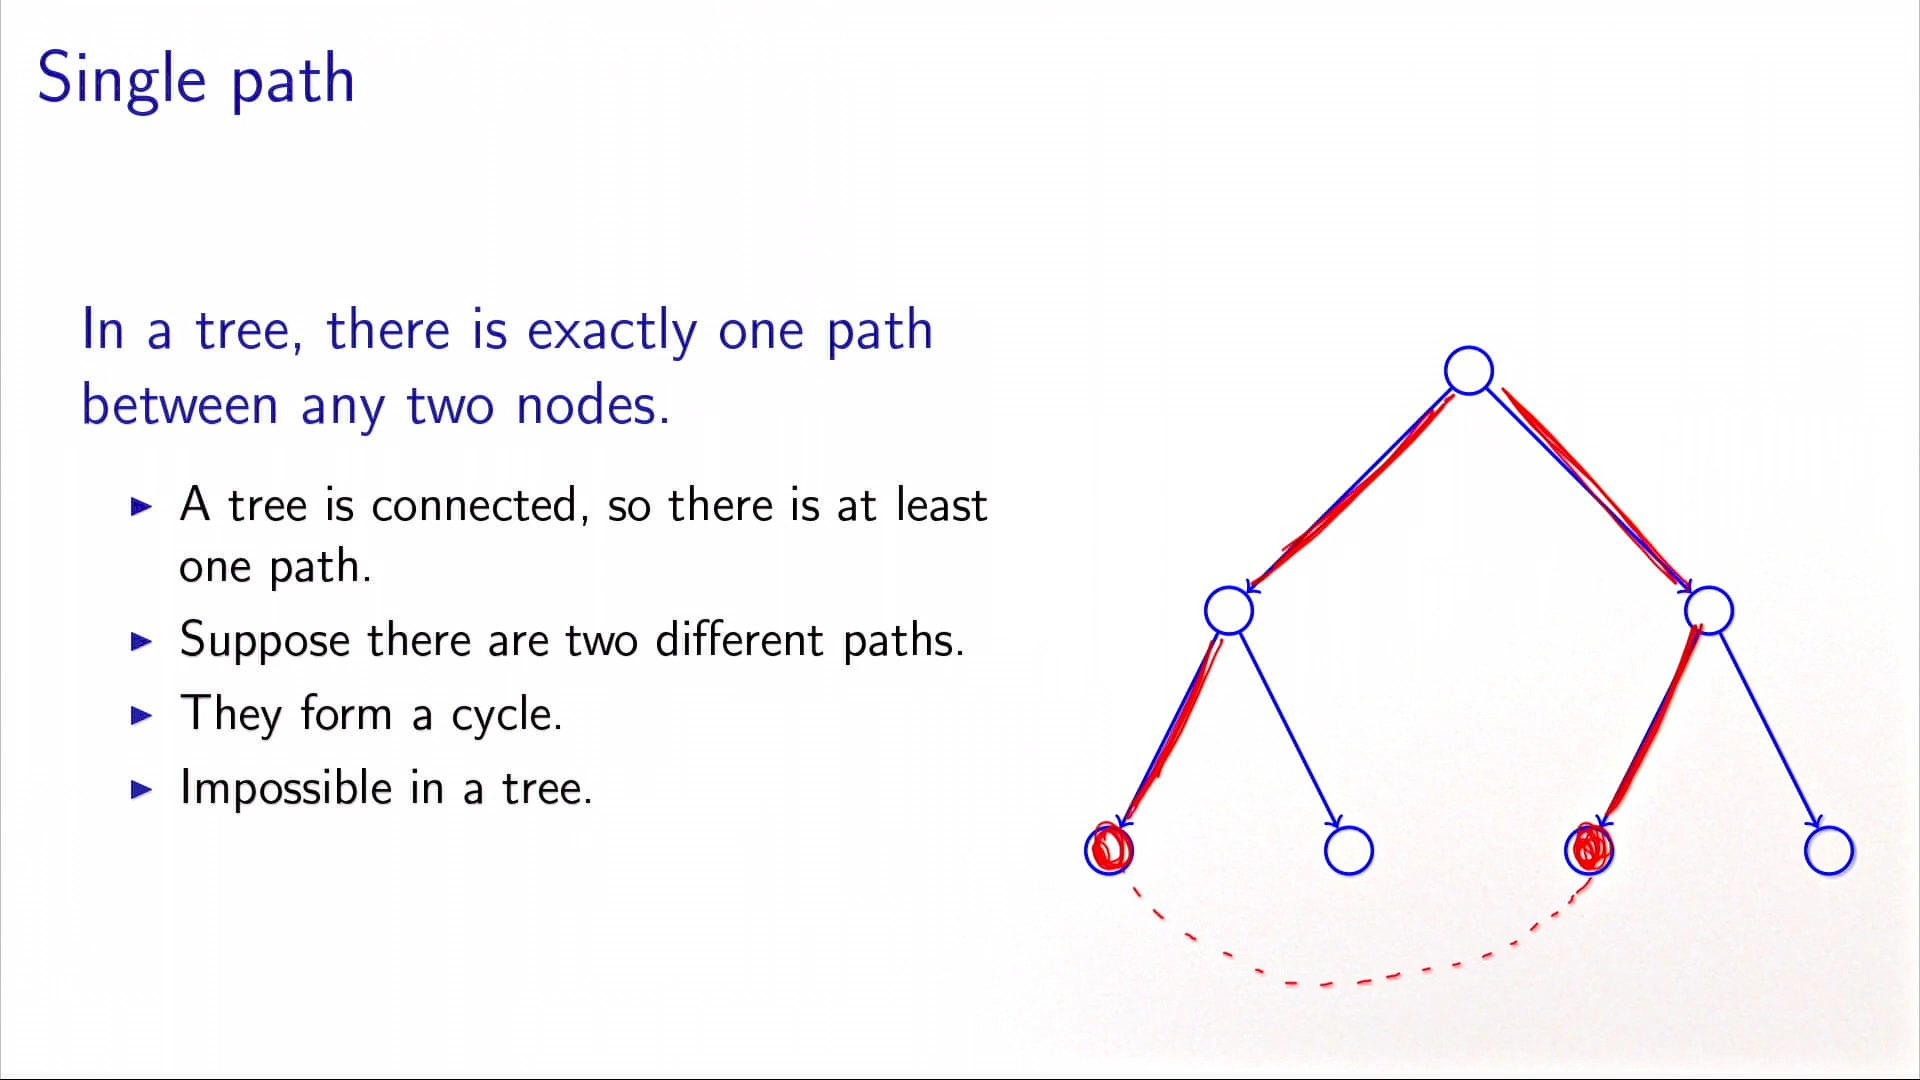 Single path
In a tree, there is exactly one path
between any two nodes.
▶ A tree is connected, so there is at least
one path.
▶ Suppose there are two different paths.
▶ They form a cycle.
▶ Impossible in a tree.